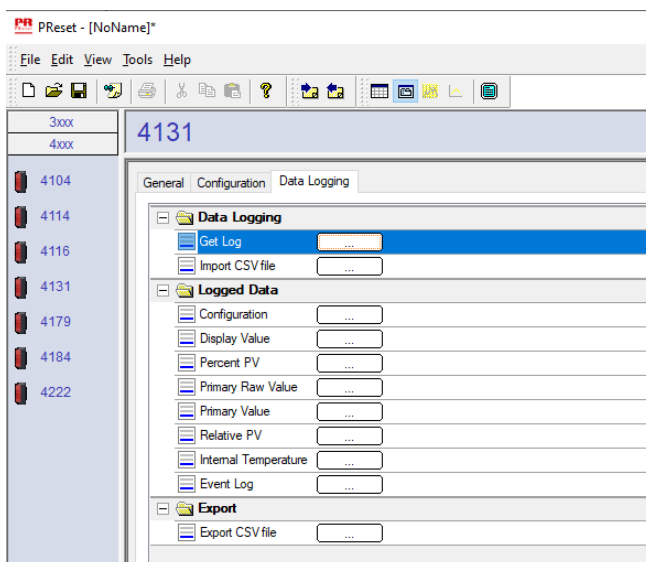 PReset - [NoName]*
File Edit View Tools Help
3xxx
4xxx
4131
4104
4114
4116
4131
4179
4184
4222
General Configuration Data Logging
Data Logging
Get Log ...
Import CSV file ...
Logged Data
Configuration ...
Display Value ...
Percent PV ...
Primary Raw Value ...
Primary Value ...
Relative PV ...
Internal Temperature ...
Event Log ...
Export
Export CSV file ...